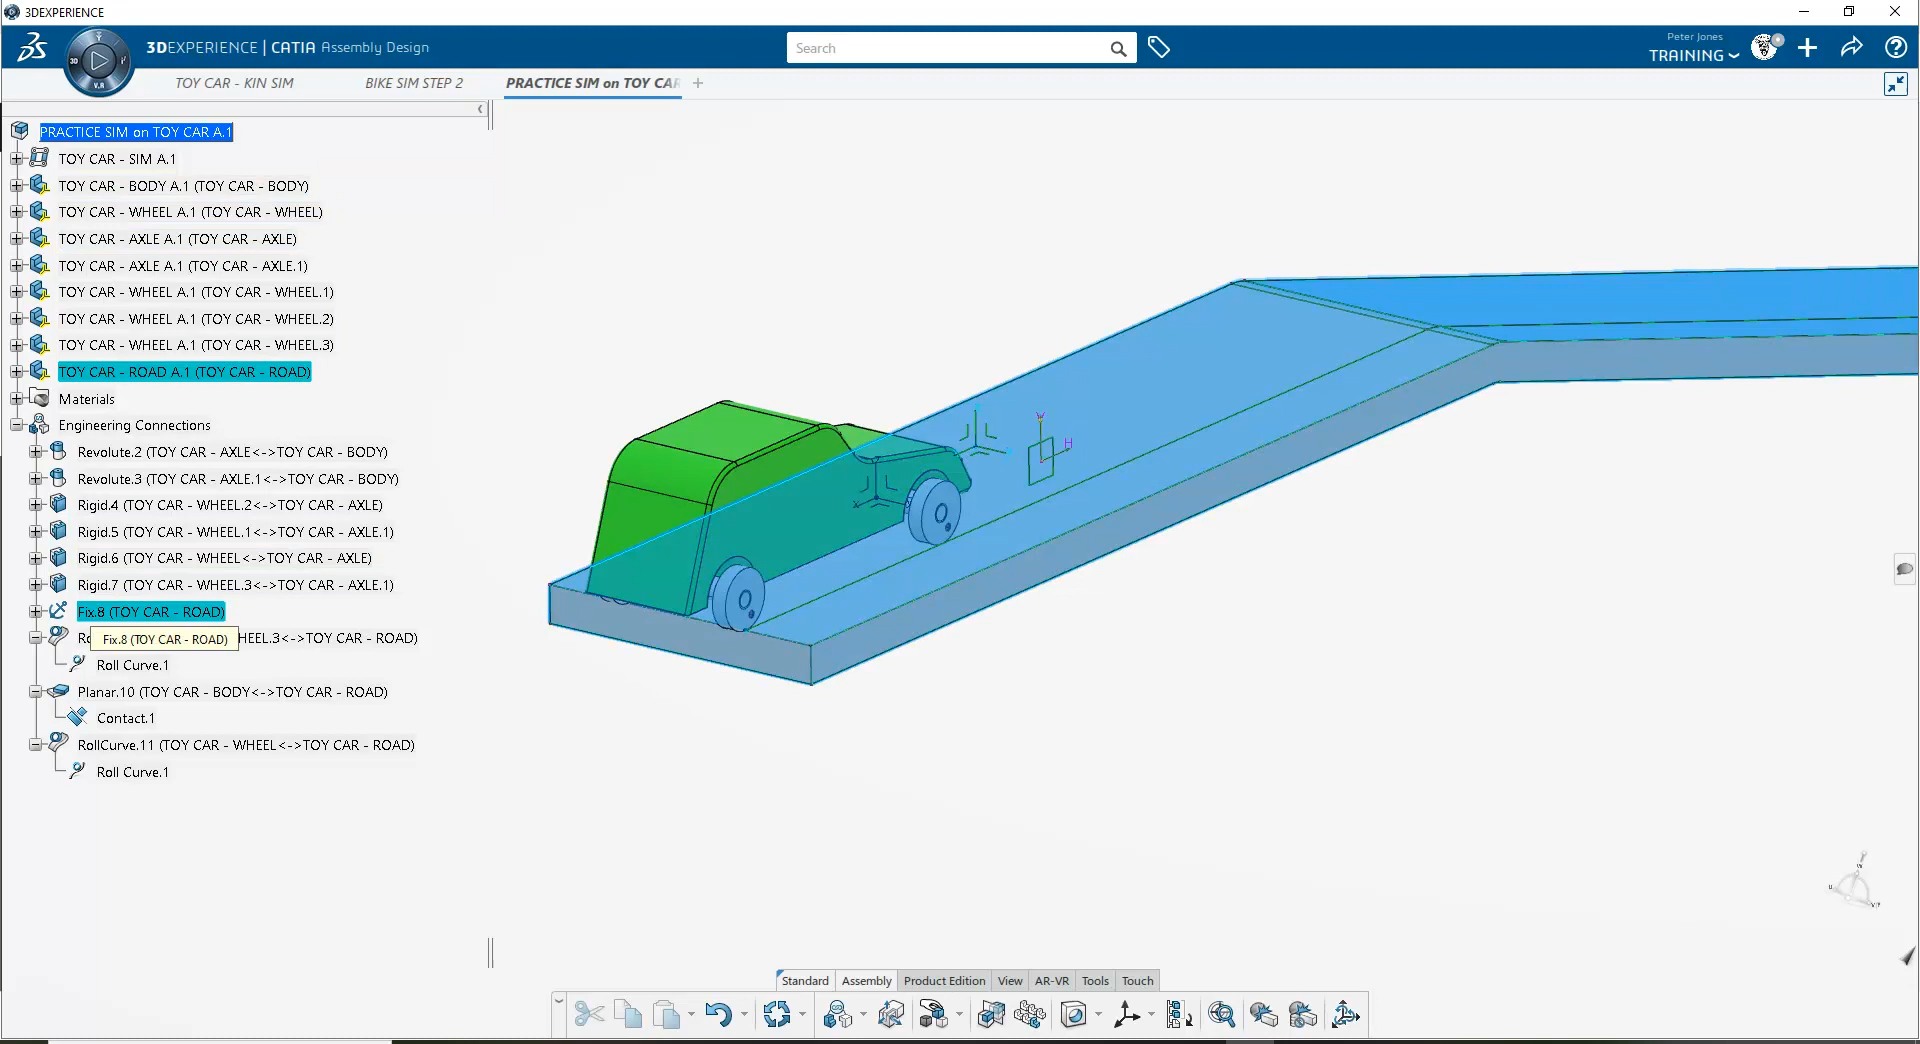 3DEXPERIENCE
3DEXPERIENCE | CATIA Assembly Design
Search
Peter Jones
TRAINING
3D
V.R
TOY CAR - KIN SIM
BIKE SIM STEP 2
PRACTICE SIM on TOY CAR
PRACTICE SIM on TOY CAR A.1
TOY CAR - SIM A.1
TOY CAR - BODY A.1 (TOY CAR - BODY)
TOY CAR - WHEEL A.1 (TOY CAR - WHEEL)
TOY CAR - AXLE A.1 (TOY CAR - AXLE)
TOY CAR - AXLE A.1 (TOY CAR - AXLE.1)
TOY CAR - WHEEL A.1 (TOY CAR - WHEEL.1)
TOY CAR - WHEEL A.1 (TOY CAR - WHEEL.2)
TOY CAR - WHEEL A.1 (TOY CAR - WHEEL.3)
TOY CAR - ROAD A.1 (TOY CAR - ROAD)
Materials
Engineering Connections
Revolute.2 (TOY CAR - AXLE<->TOY CAR - BODY)
Revolute.3 (TOY CAR - AXLE.1<->TOY CAR - BODY)
Rigid.4 (TOY CAR - WHEEL.2<->TOY CAR - AXLE)
Rigid.5 (TOY CAR - WHEEL.1<->TOY CAR - AXLE.1)
Rigid.6 (TOY CAR - WHEEL<->TOY CAR - AXLE)
Rigid.7 (TOY CAR - WHEEL.3<->TOY CAR - AXLE.1)
Fix.8 (TOY CAR - ROAD)
Fix.8 (TOY CAR - ROAD)
HEEL.3<->TOY CAR - ROAD)
Roll Curve.1
Planar.10 (TOY CAR - BODY<->TOY CAR - ROAD)
Contact.1
RollCurve.11 (TOY CAR - WHEEL<->TOY CAR - ROAD)
Roll Curve.1
H
Standard
Assembly
Product Edition
View
AR-VR
Tools
Touch